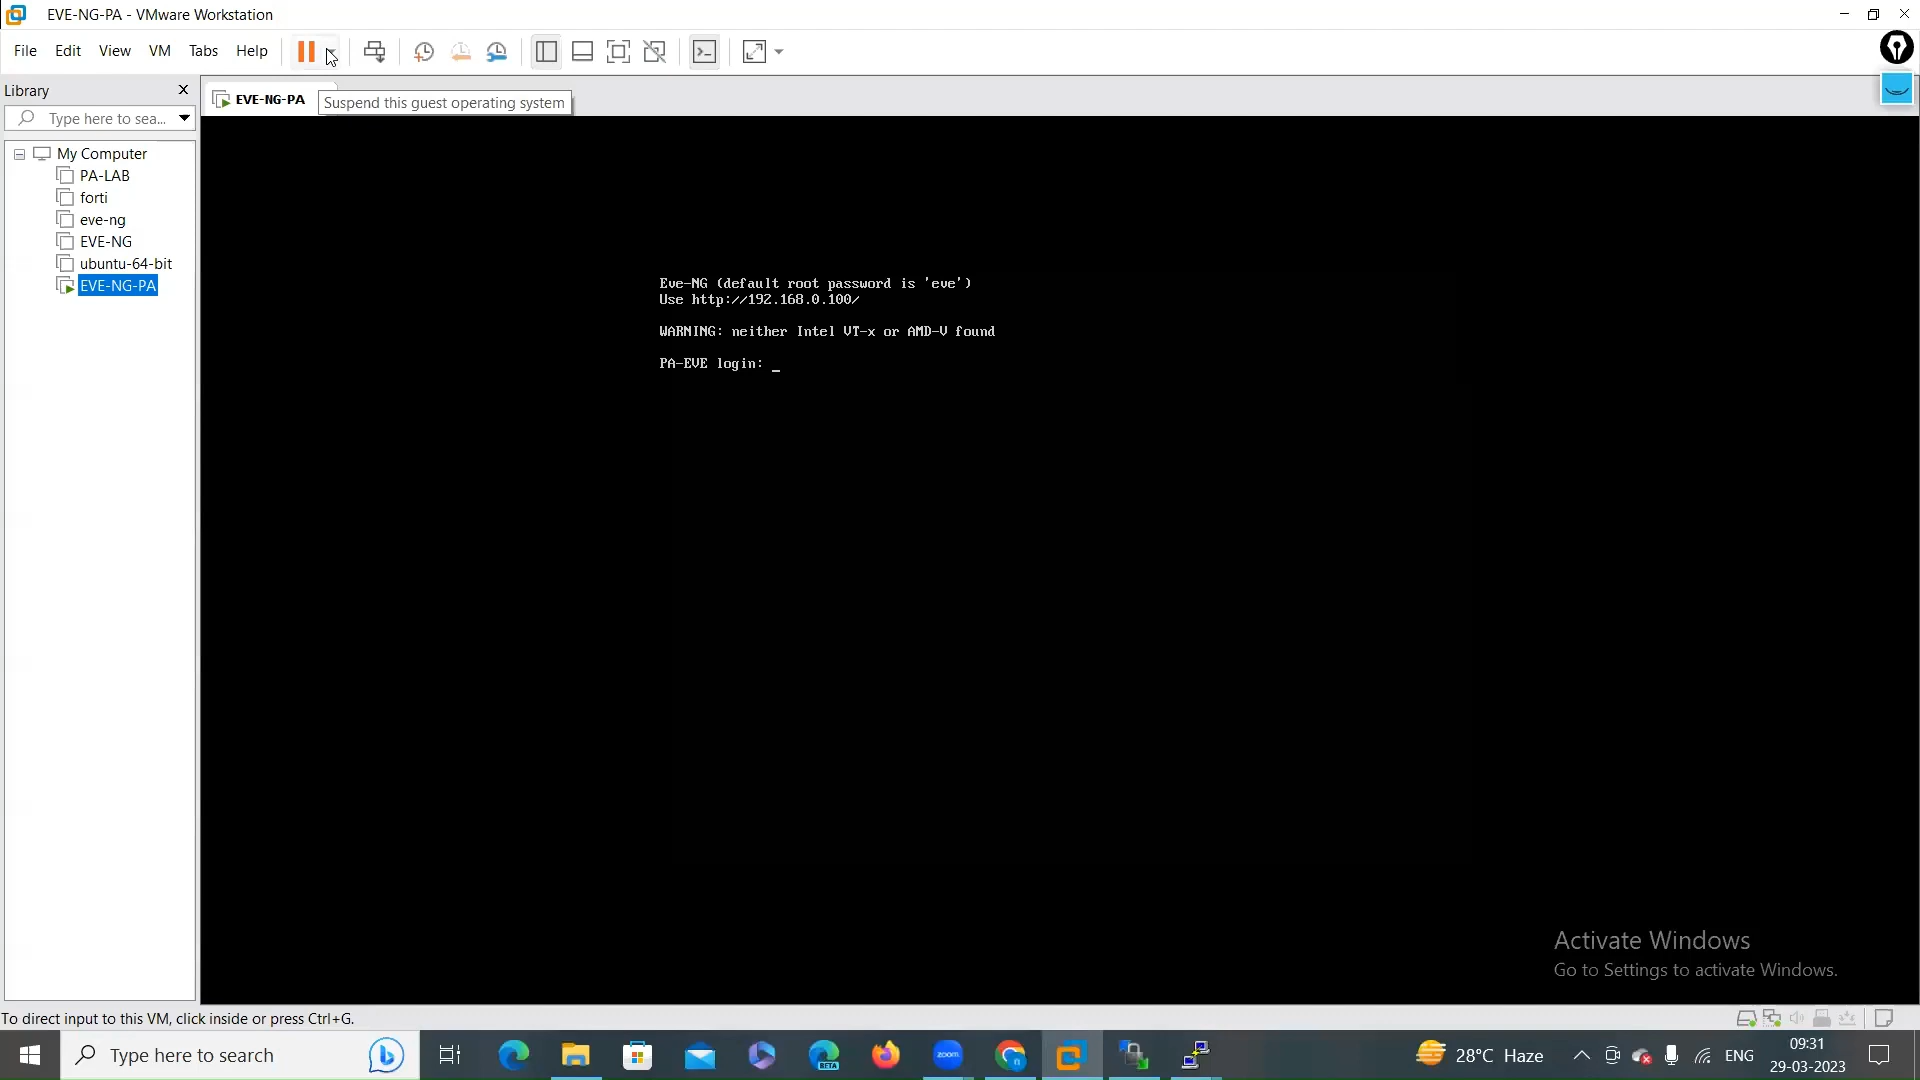 EVE-NG-PA - VMware Workstation
File Edit View VM Tabs Help
Library
EVE-NG-PA
Suspend this guest operating system
Type here to sea...
My Computer
PA-LAB
forti
eve-ng
EVE-NG
ubuntu-64-bit
EVE-NG-PA
Eve-NG (default root password is 'eve')
Use http://192.168.0.100/
WARNING: neither Intel VT-x or AMD-V found
PA-EVE login: _
Activate Windows
Go to Settings to activate Windows.
To direct input to this VM, click inside or press Ctrl+G.
Type here to search
BETA
zoom
28°C Haze
ENG
09:31
29-03-2023